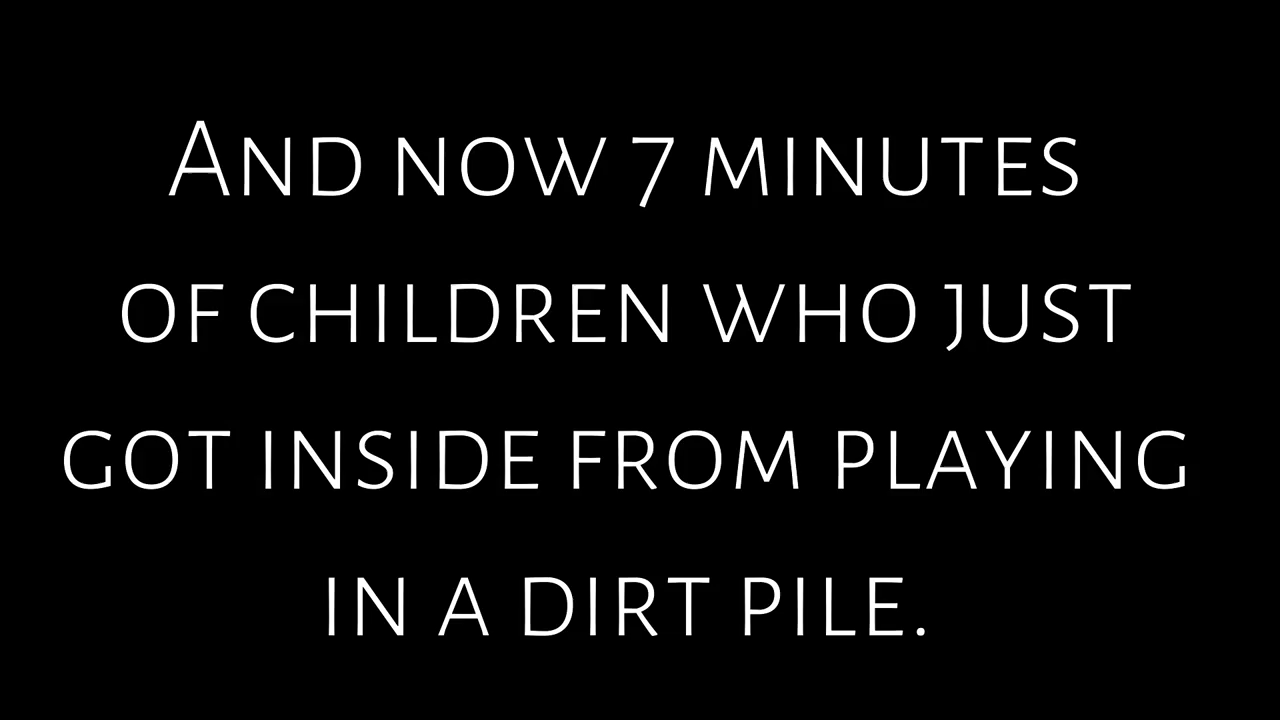 And now 7 minutes
of children who just
got inside from playing
in a dirt pile.